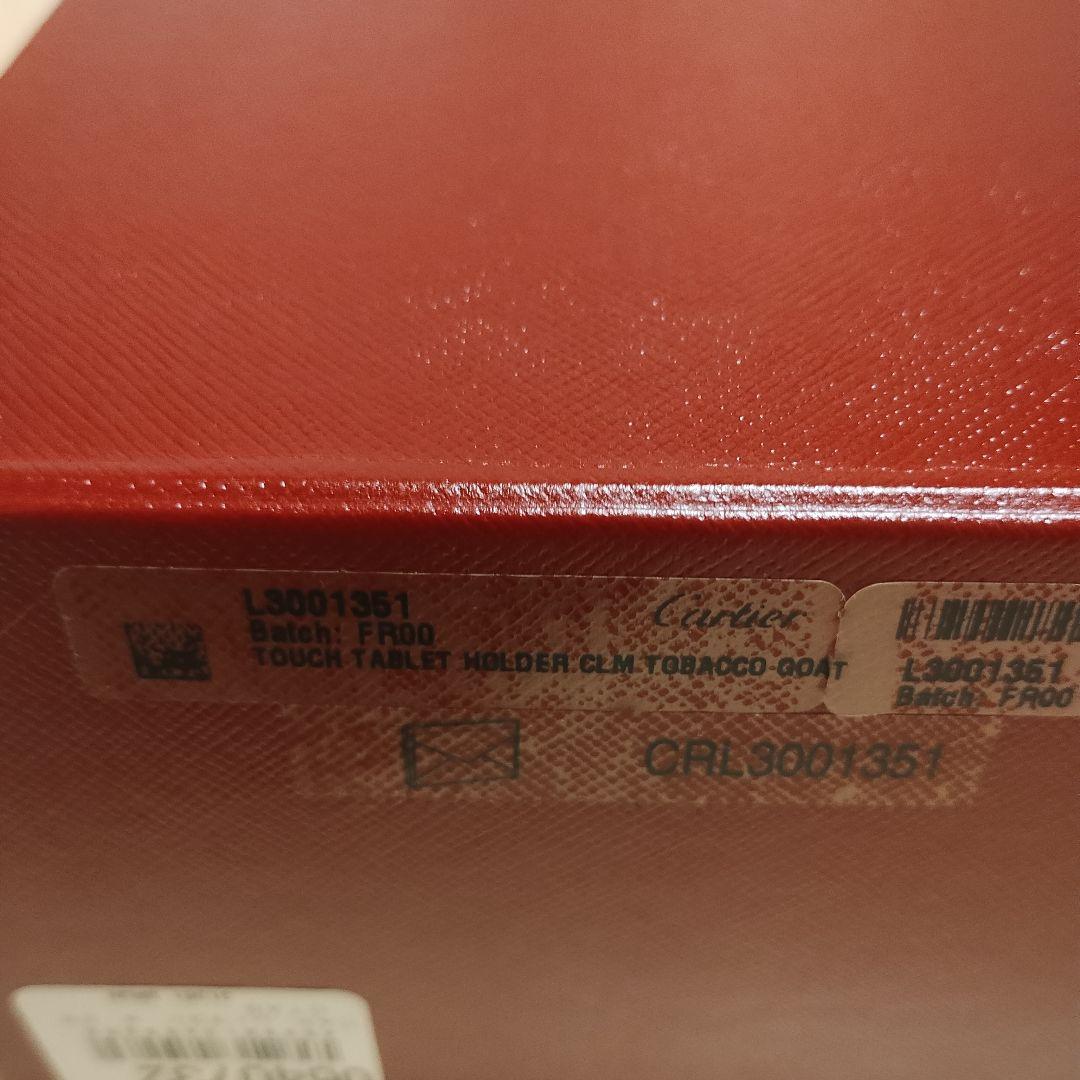 L3001351
Cartier
Batch: FR00
TOUCH TABLET HOLDER CLM TOBACCO GOAT
L3001351
Batch: FR00
CRL3001351